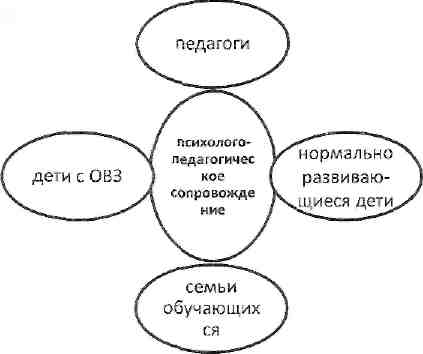 педагоги
психолого-
педагогичес
кое
сопровожде
ние
дети с ОВЗ
нормально
развиваю-
щиеся дети
семьи
обучающих
ся